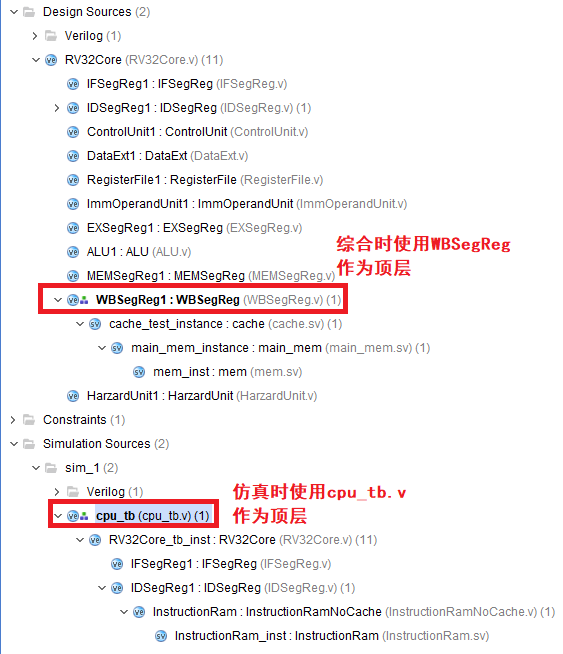 Design Sources (2)
Verilog (1)
RV32Core (RV32Core.v) (11)
IFSegReg1 : IFSegReg (IFSegReg.v)
IDSegReg1 : IDSegReg (IDSegReg.v) (1)
ControlUnit1 : ControlUnit (ControlUnit.v)
DataExt1 : DataExt (DataExt.v)
RegisterFile1 : RegisterFile (RegisterFile.v)
ImmOperandUnit1 : ImmOperandUnit (ImmOperandUnit.v)
EXSegReg1 : EXSegReg (EXSegReg.v)
ALU1 : ALU (ALU.v)
综合时使用WBSegReg
作为顶层
MEMSegReg1 : MEMSegReg (MEMSegReg.v)
WBSegReg1 : WBSegReg (WBSegReg.v) (1)
cache_test_instance : cache (cache.sv) (1)
main_mem_instance : main_mem (main_mem.sv) (1)
mem_inst : mem (mem.sv)
HarzardUnit1 : HarzardUnit (HarzardUnit.v)
Constraints (1)
Simulation Sources (2)
sim_1 (2)
Verilog (1)
仿真时使用cpu_tb.v
作为顶层
cpu_tb (cpu_tb.v) (1)
RV32Core_tb_inst : RV32Core (RV32Core.v) (11)
IFSegReg1 : IFSegReg (IFSegReg.v)
IDSegReg1 : IDSegReg (IDSegReg.v) (1)
InstructionRam : InstructionRamNoCache (InstructionRamNoCache.v) (1)
InstructionRam_inst : InstructionRam (InstructionRam.sv)